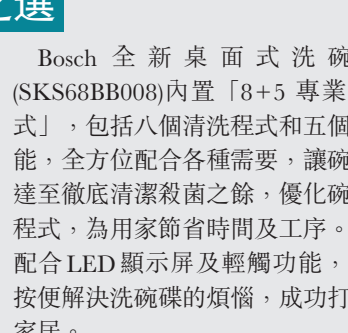 之選
Bosch 全新桌面式洗碗
(SKS68BB008)內置「8+5 專業
式」，包括八個清洗程式和五個
能，全方位配合各種需要，讓碗
達至徹底清潔殺菌之餘，優化碗
程式，為用家節省時間及工序。
配合LED顯示屏及輕觸功能，
按便解決洗碗碟的煩惱，成功打
家居。